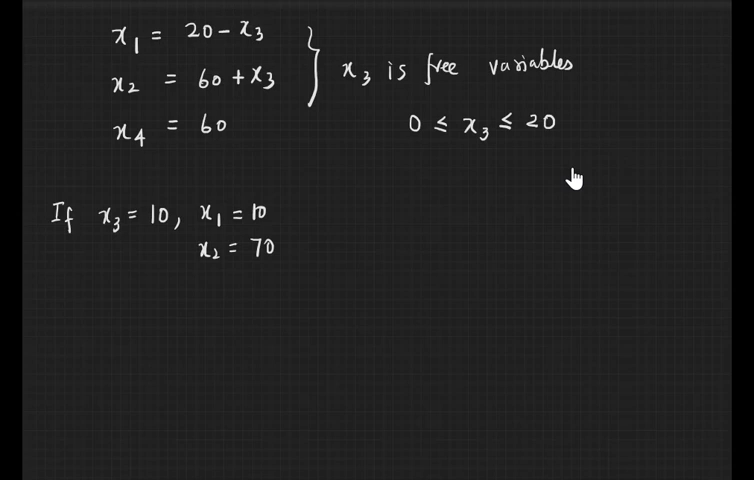 x₁ = 20 - x₃
x₂ = 60 + x₃ } x₃ is free variables
x₄ = 60
0 ≤ x₃ ≤ 20
If x₃ = 10, x₁ = 10
x₂ = 70